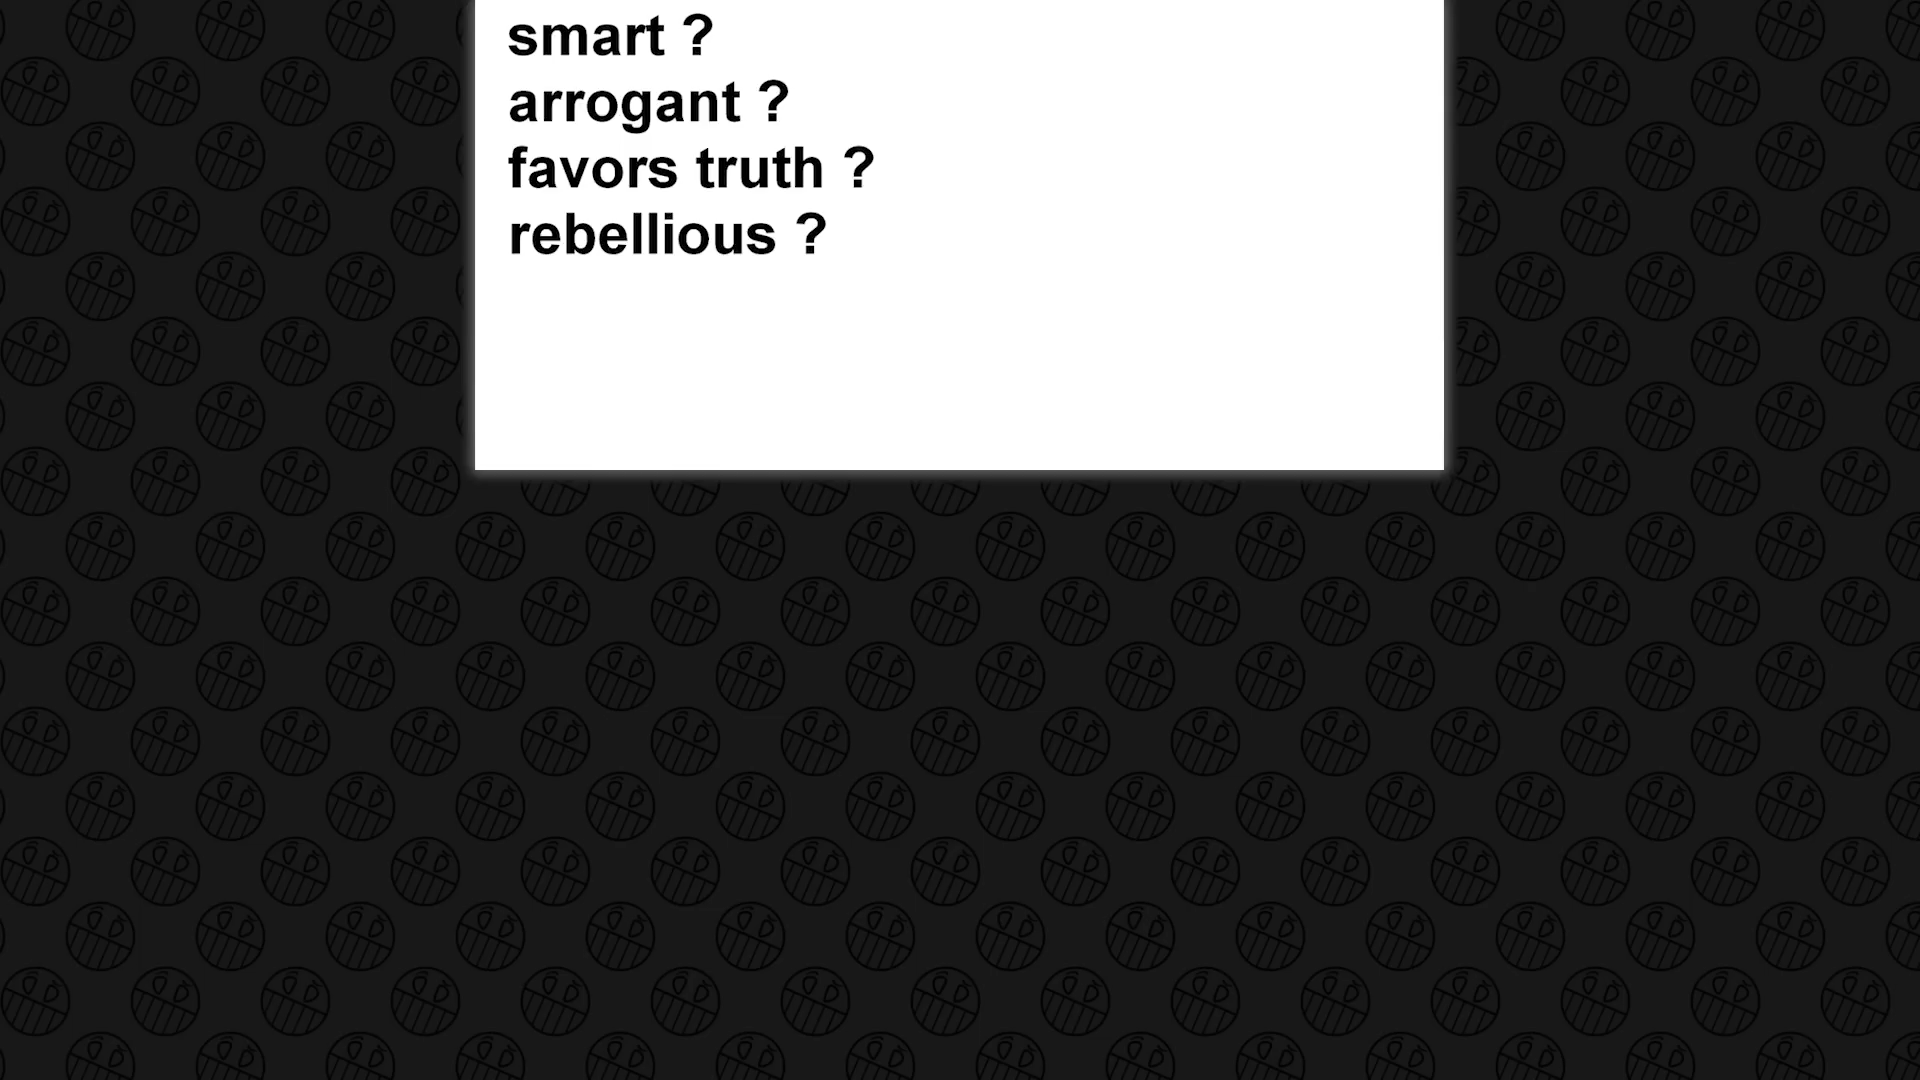 smart ?
arrogant ?
favors truth ?
rebellious ?